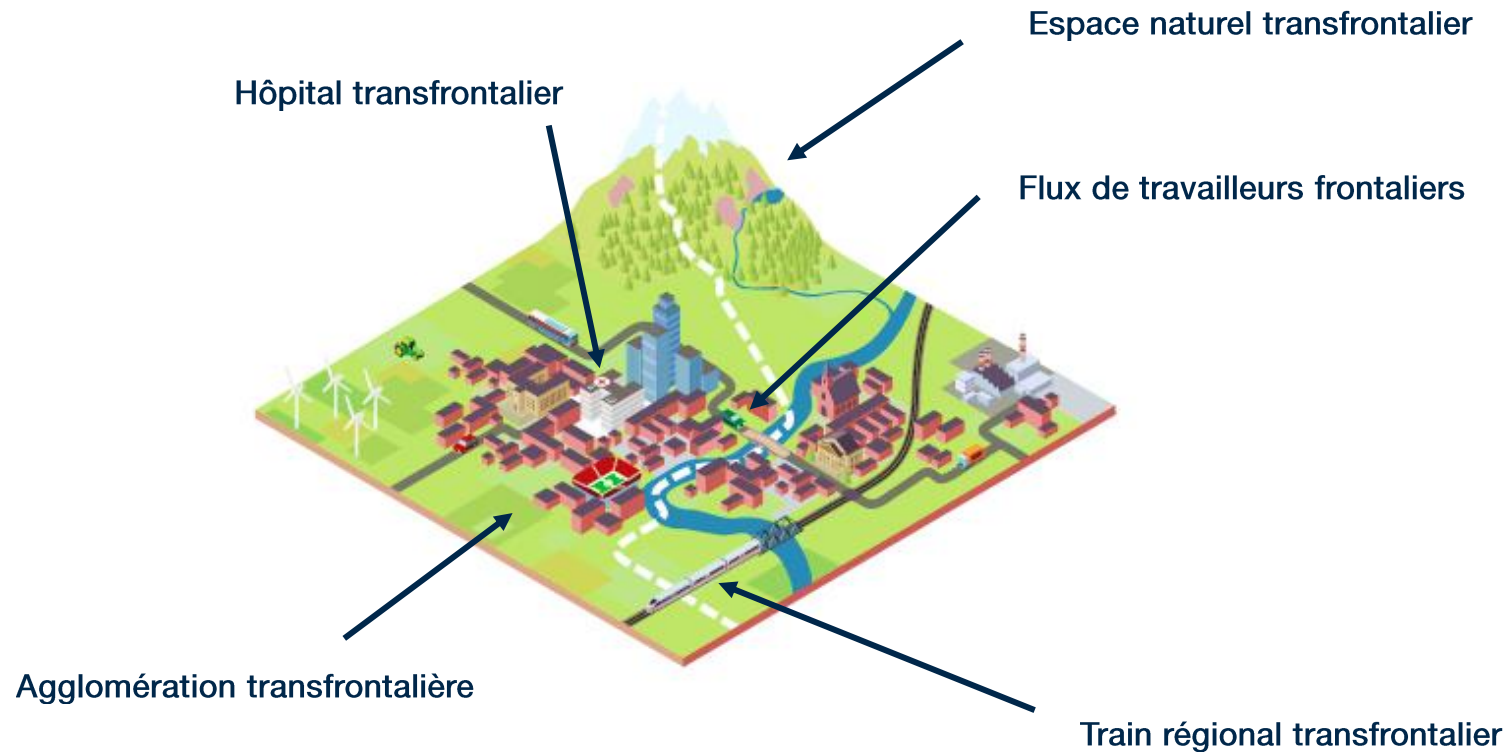 Espace naturel transfrontalier
Hôpital transfrontalier
Flux de travailleurs frontaliers
Agglomération transfrontalière
Train régional transfrontalier